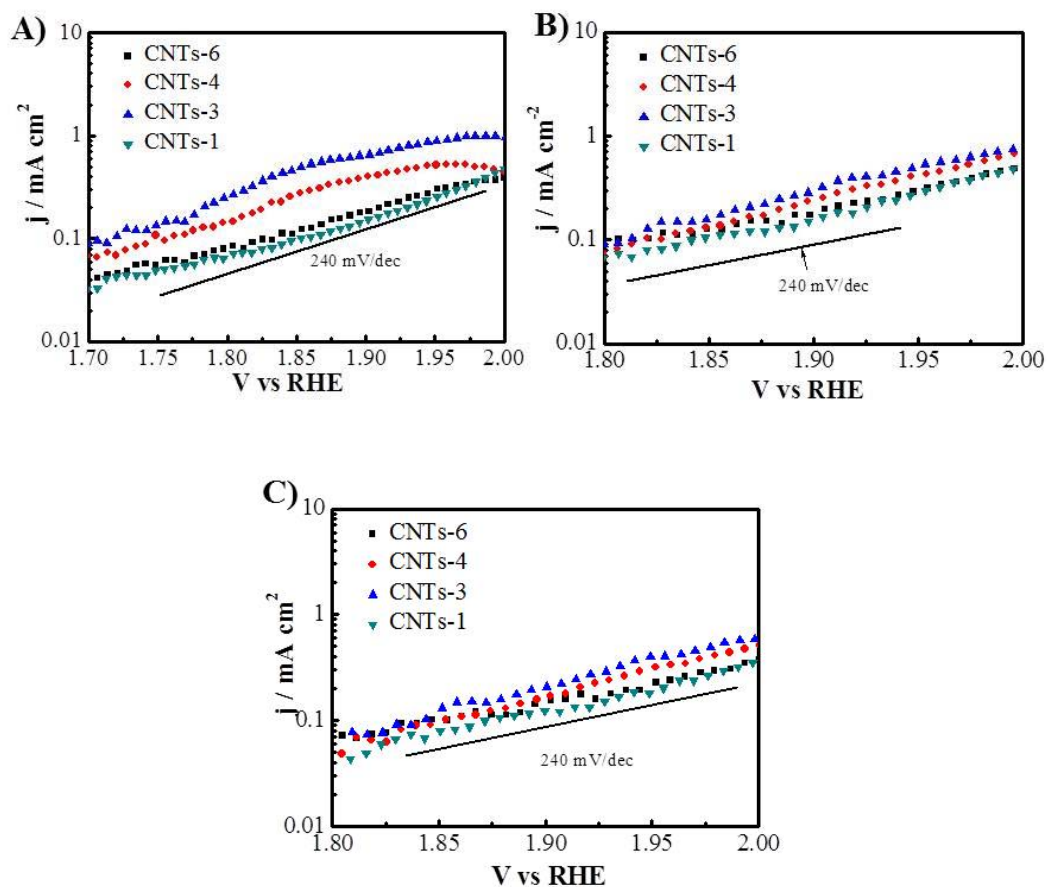 A)
10
CNTs-6
CNTs-4
CNTs-3
CNTs-1
1
0.1
0.01
j / mA cm²
240 mV/dec
1.70 1.75 1.80 1.85 1.90 1.95 2.00
V vs RHE
B)
10
CNTs-6
CNTs-4
CNTs-3
CNTs-1
1
0.1
0.01
j / mA cm⁻²
240 mV/dec
1.80 1.85 1.90 1.95 2.00
V vs RHE
C)
10
CNTs-6
CNTs-4
CNTs-3
CNTs-1
1
0.1
0.01
j / mA cm²
240 mV/dec
1.80 1.85 1.90 1.95 2.00
V vs RHE